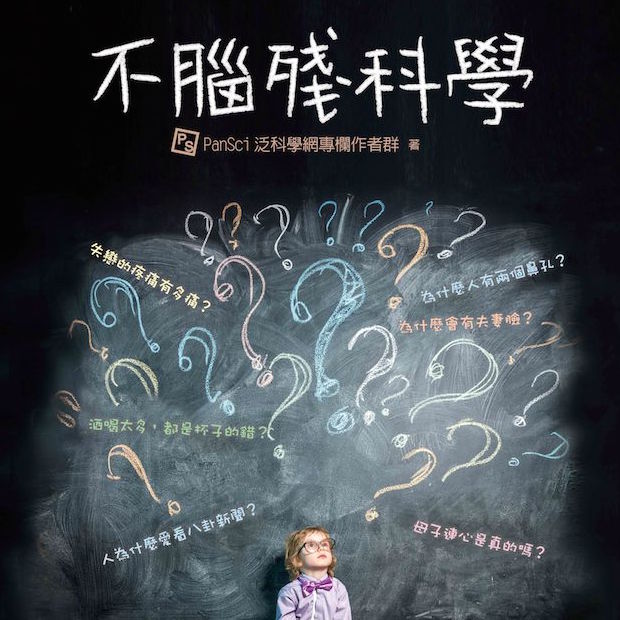 不腦殘科學
PS PanSci 泛科學網專欄作者群 著
失戀的疼痛有多痛？
為什麼人有兩個鼻孔？
為什麼會有夫妻臉？
酒喝太多，都是杯子的錯？
人為什麼愛看八卦新聞？
母子連心是真的嗎？